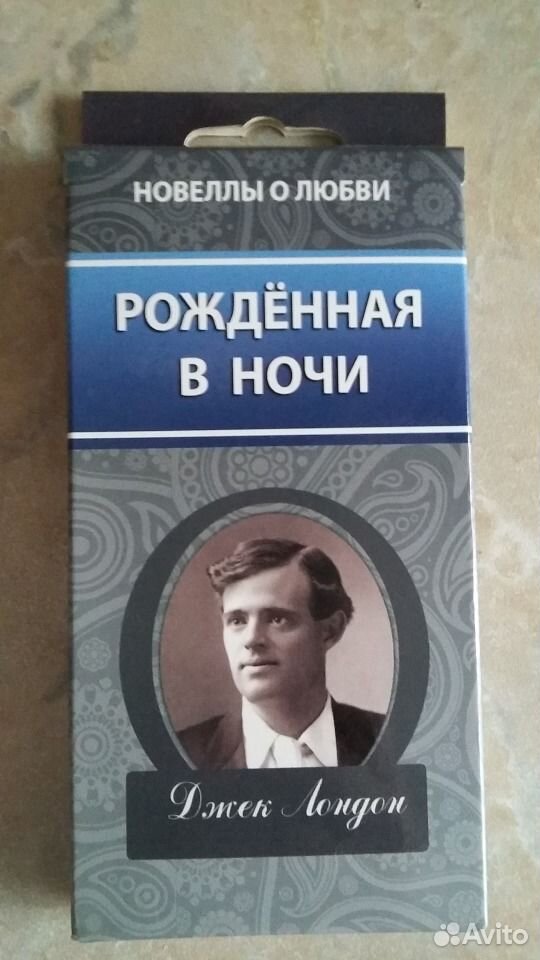 НОВЕЛЛЫ О ЛЮБВИ
РОЖДЁННАЯ
В НОЧИ
Джек Лондон
Avito